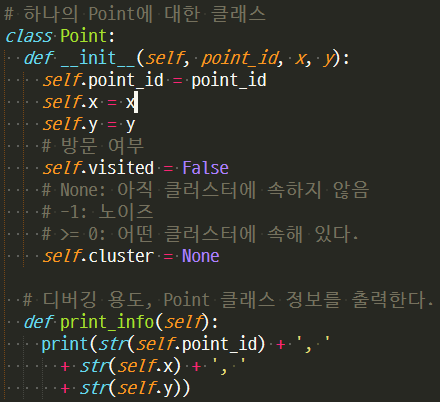 # 하나의 Point에 대한 클래스
class Point:
  def __init__(self, point_id, x, y):
    self.point_id = point_id
    self.x = x
    self.y = y
    # 방문 여부
    self.visited = False
    # None: 아직 클러스터에 속하지 않음
    # -1: 노이즈
    # >= 0: 어떤 클러스터에 속해 있다.
    self.cluster = None

  # 디버깅 용도, Point 클래스 정보를 출력한다.
  def print_info(self):
    print(str(self.point_id) + ', '
      + str(self.x) + ', '
      + str(self.y))